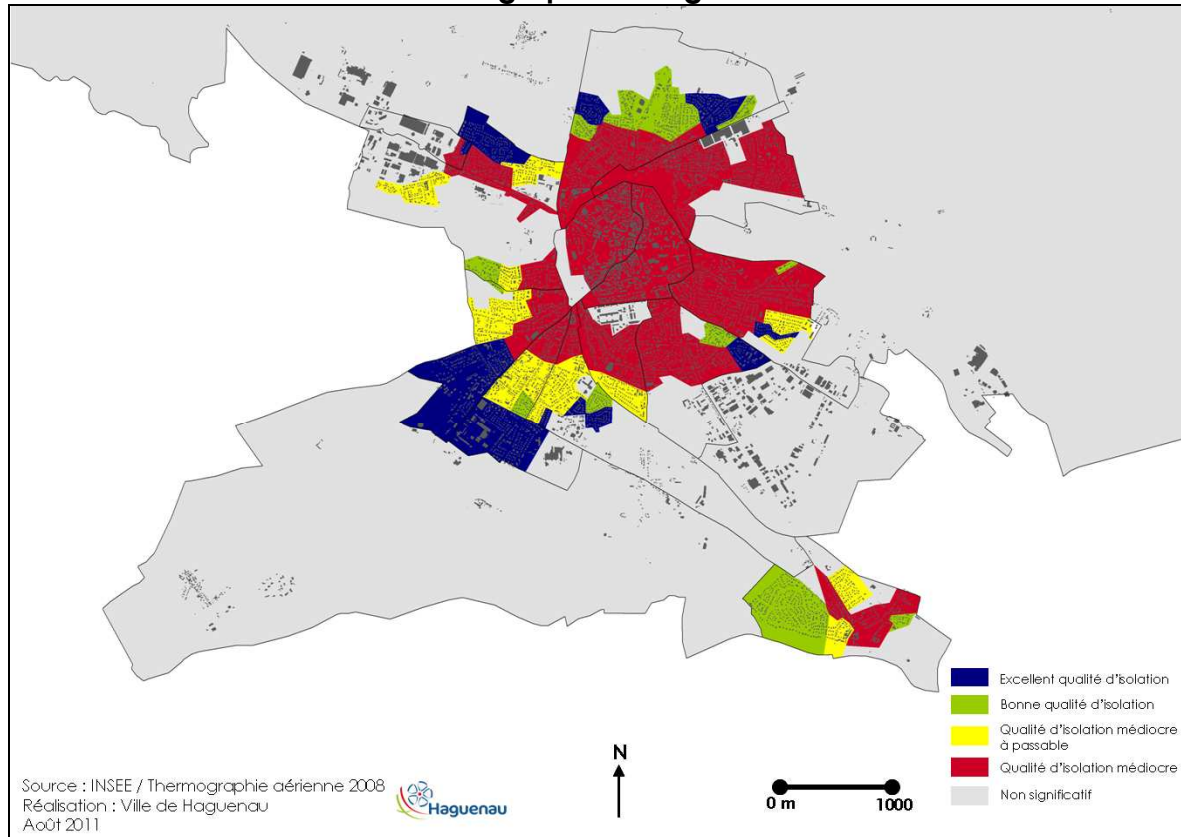 Excellent qualité d'isolation
Bonne qualité d'isolation
Qualité d'isolation médiocre
à passable
Qualité d'isolation médiocre
Non significatif
N
0 m 1000
Source : INSEE / Thermographie aérienne 2008
Réalisation : Ville de Haguenau
Août 2011
Haguenau